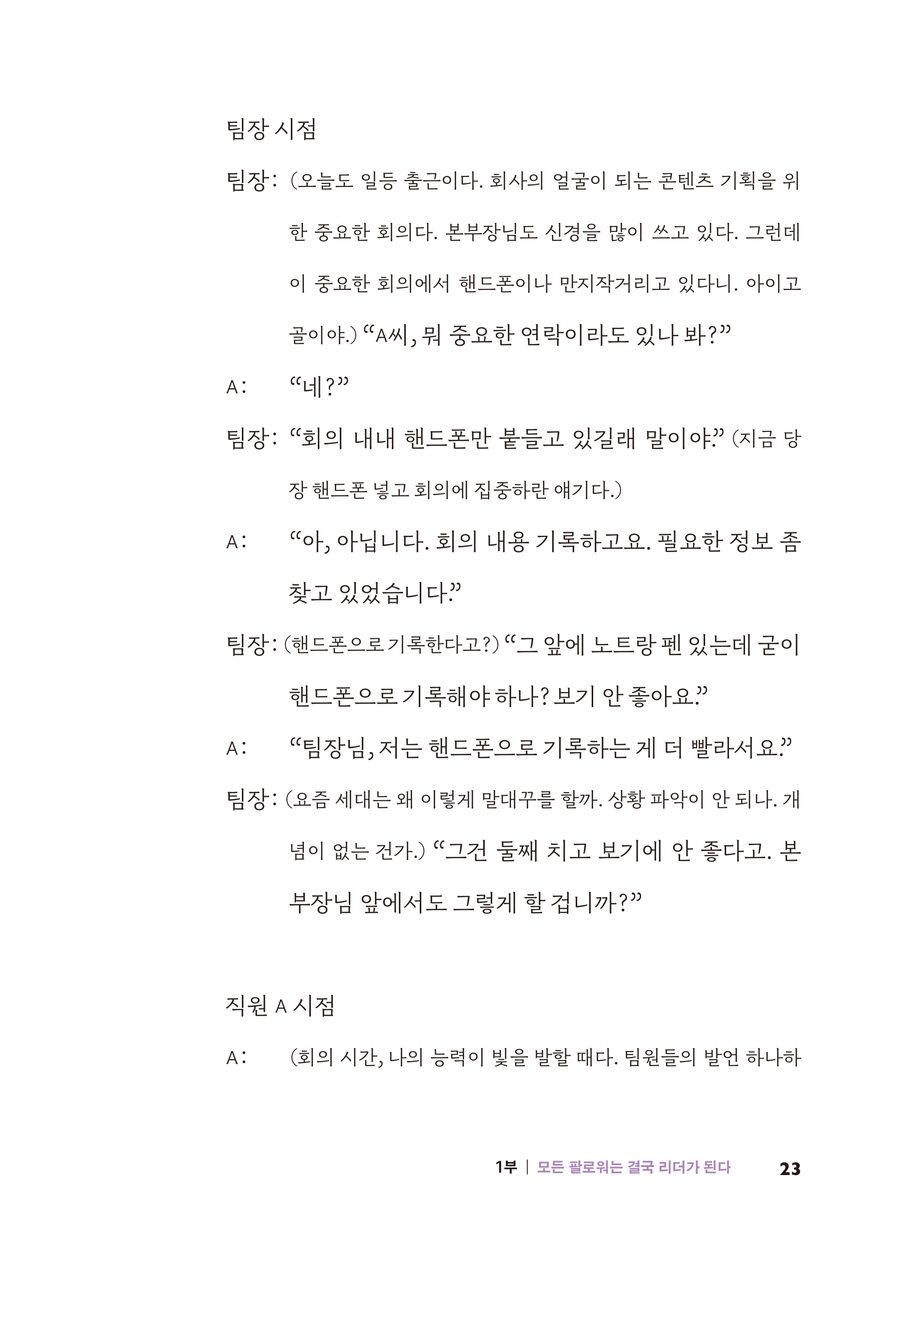 팀장 시점
팀장: (오늘도 일등 출근이다. 회사의 얼굴이 되는 콘텐츠 기획을 위
한 중요한 회의다. 본부장님도 신경을 많이 쓰고 있다. 그런데
이 중요한 회의에서 핸드폰이나 만지작거리고 있다니. 아이고
골이야.) “A씨, 뭐 중요한 연락이라도 있나 봐?”
A: “네?”
팀장: “회의 내내 핸드폰만 붙들고 있길래 말이야.” (지금 당
장 핸드폰 넣고 회의에 집중하란 얘기다.)
A: “아, 아닙니다. 회의 내용 기록하고요. 필요한 정보 좀
찾고 있었습니다.”
팀장: (핸드폰으로 기록한다고?) “그 앞에 노트랑 펜 있는데 굳이
핸드폰으로 기록해야 하나? 보기 안 좋아요.”
A: “팀장님, 저는 핸드폰으로 기록하는 게 더 빨라서요.”
팀장: (요즘 세대는 왜 이렇게 말대꾸를 할까. 상황 파악이 안 되나. 개
념이 없는 건가.) “그건 둘째 치고 보기에 안 좋다고. 본
부장님 앞에서도 그렇게 할 겁니까?”
직원 A 시점
A: (회의 시간, 나의 능력이 빛을 발할 때다. 팀원들의 발언 하나하
1부 | 모든 팔로워는 결국 리더가 된다 23